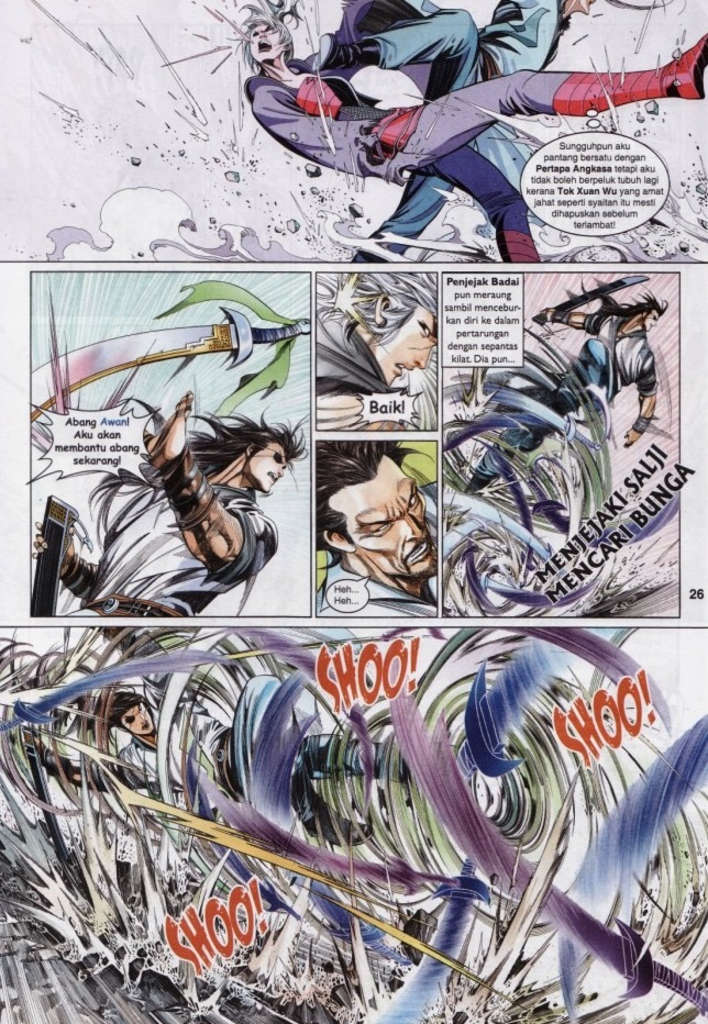 Sungguhpun aku
pantang bersatu dengan
Pertapa Angkasa tetapi aku
tidak boleh berpeluk tubuh lagi
kerana Tok Xuan Wu yang amat
jahat seperti syaitan itu mesti
dihapuskan sebelum
terlambat!
Abang Awan!
Aku akan
membantu abang
sekarang!
Baik!
Heh...
Heh...
Penjejak Badai
pun meraung
sambil mencebur-
kan diri ke dalam
pertarungan
dengan sepantas
kilat. Dia pun...
MENJEJAKI SALJI
MENCARI BUNGA
26
SHOO!
SHOO!
SHOO!